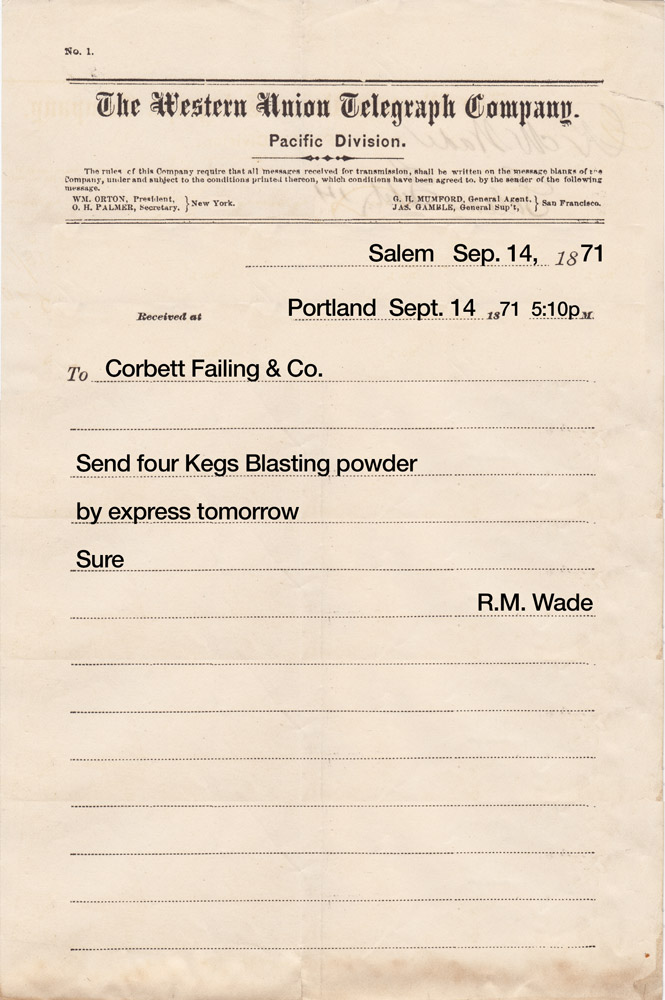 No. 1.
The Western Union Telegraph Company.
Pacific Division.
The rules of this Company require that all messages received for transmission, shall be written on the message blanks of the
Company, under and subject to the conditions printed thereon, which conditions have been agreed to, by the sender of the following
message.
WM. ORTON, President, } New York. G. H. MUMFORD, General Agent, } San Francisco.
O. H. PALMER, Secretary. JAS. GAMBLE, General Sup't,
Salem Sep. 14, 1871
Received at Portland Sept. 14 1871 5:10p M.
To Corbett Failing & Co.
Send four Kegs Blasting powder
by express tomorrow
Sure
R.M. Wade